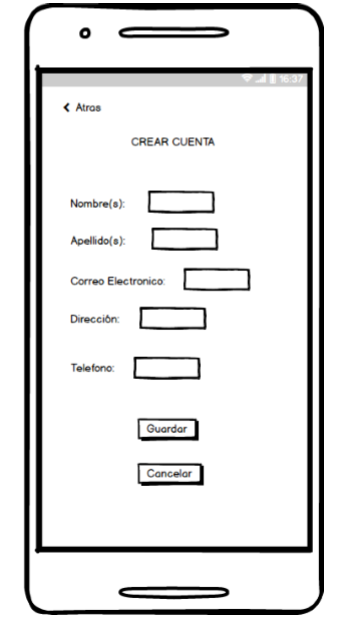 16:37
Atras
CREAR CUENTA
Nombre(s):
Apellido(s):
Correo Electronico:
Dirección:
Telefono:
Guardar
Cancelar